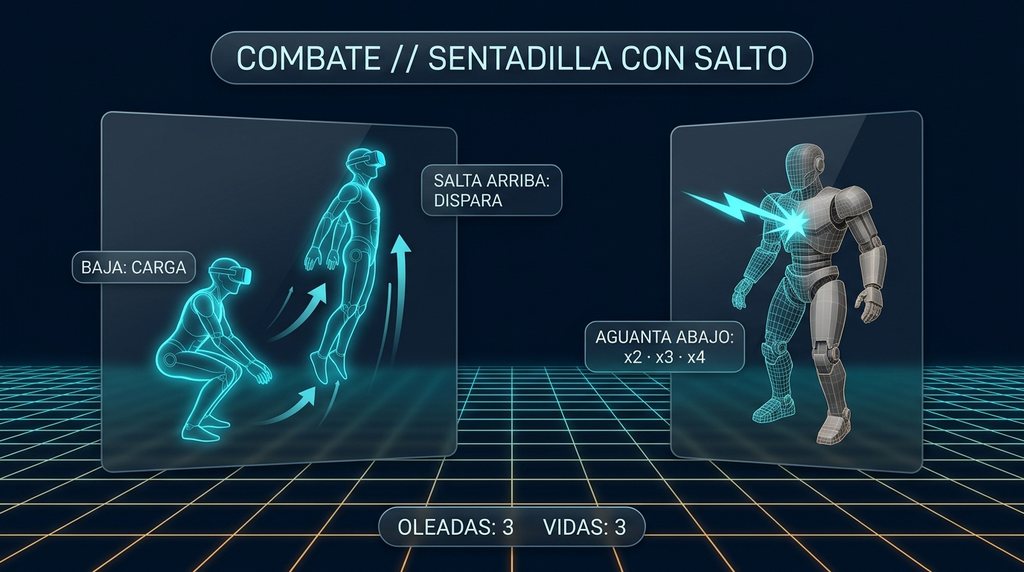 COMBATE // SENTADILLA CON SALTO
SALTA ARRIBA:
DISPARA
BAJA: CARGA
AGUANTA ABAJO:
x2 · x3 · x4
OLEADAS: 3 VIDAS: 3